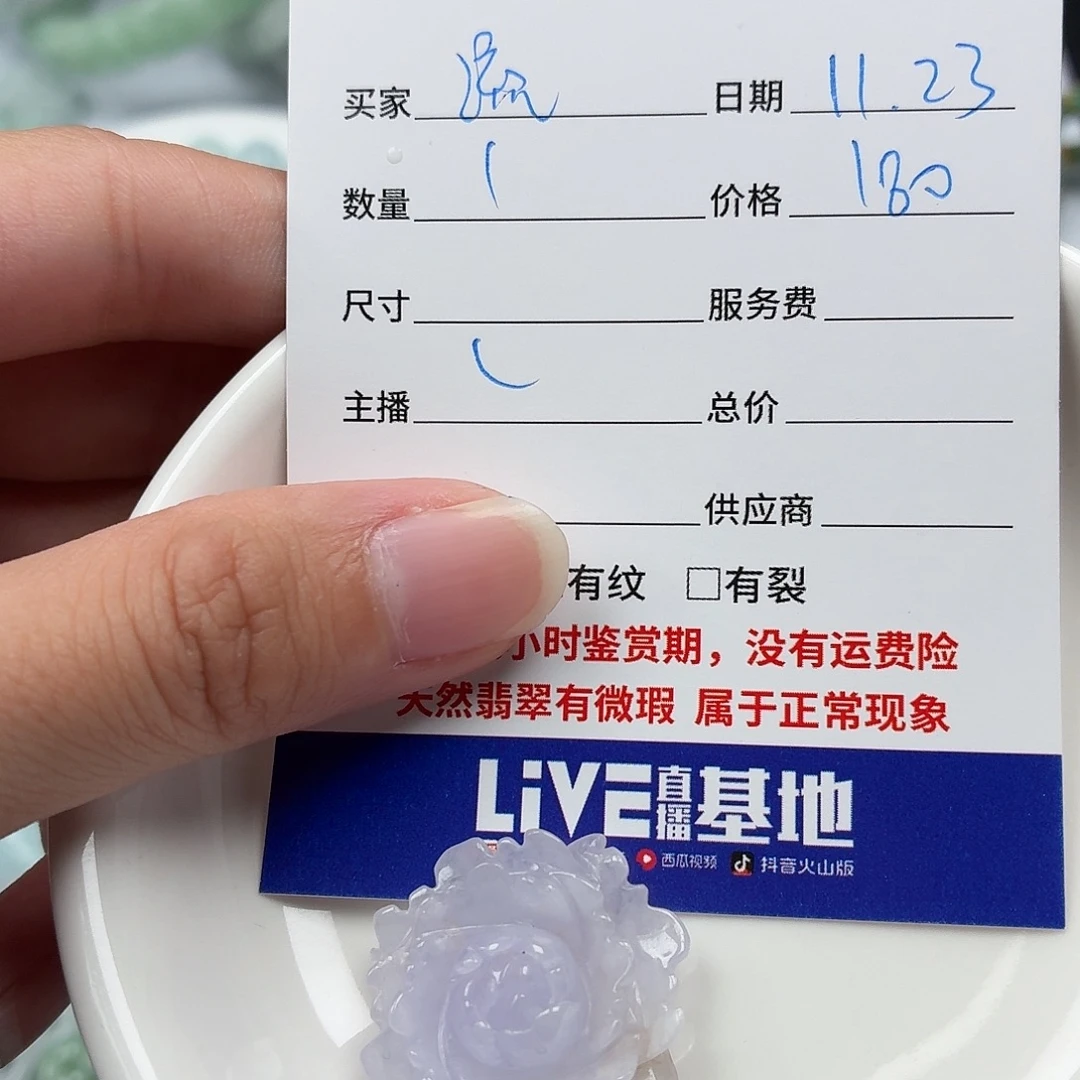 买家 日期 11.23
数量 1 价格 180
尺寸 服务费
主播 总价
供应商
有纹 □有裂
小时鉴赏期，没有运费险
天然翡翠有微瑕 属于正常现象
LiVE直播基地
西瓜视频 抖音火山版